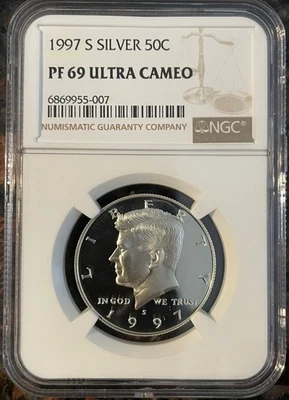 1997 S SILVER 50C
PF 69 ULTRA CAMEO
6869955-007
NUMISMATIC GUARANTY COMPANY
NGC
LIBERTY
IN GOD WE TRUST
S
1997